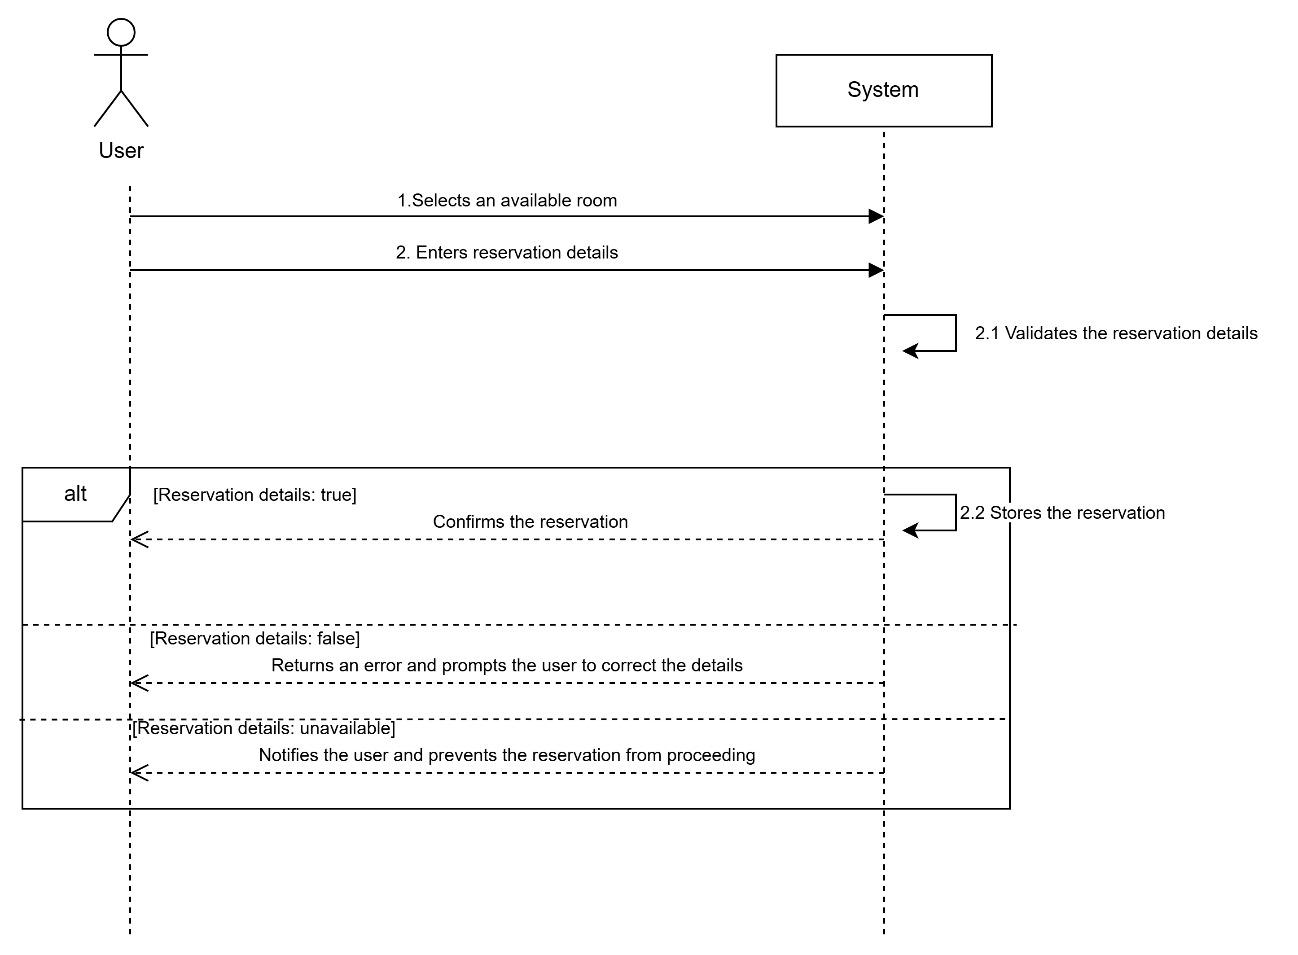 System
User
1.Selects an available room
2. Enters reservation details
2.1 Validates the reservation details
alt
[Reservation details: true]
2.2 Stores the reservation
Confirms the reservation
[Reservation details: false]
Returns an error and prompts the user to correct the details
[Reservation details: unavailable]
Notifies the user and prevents the reservation from proceeding